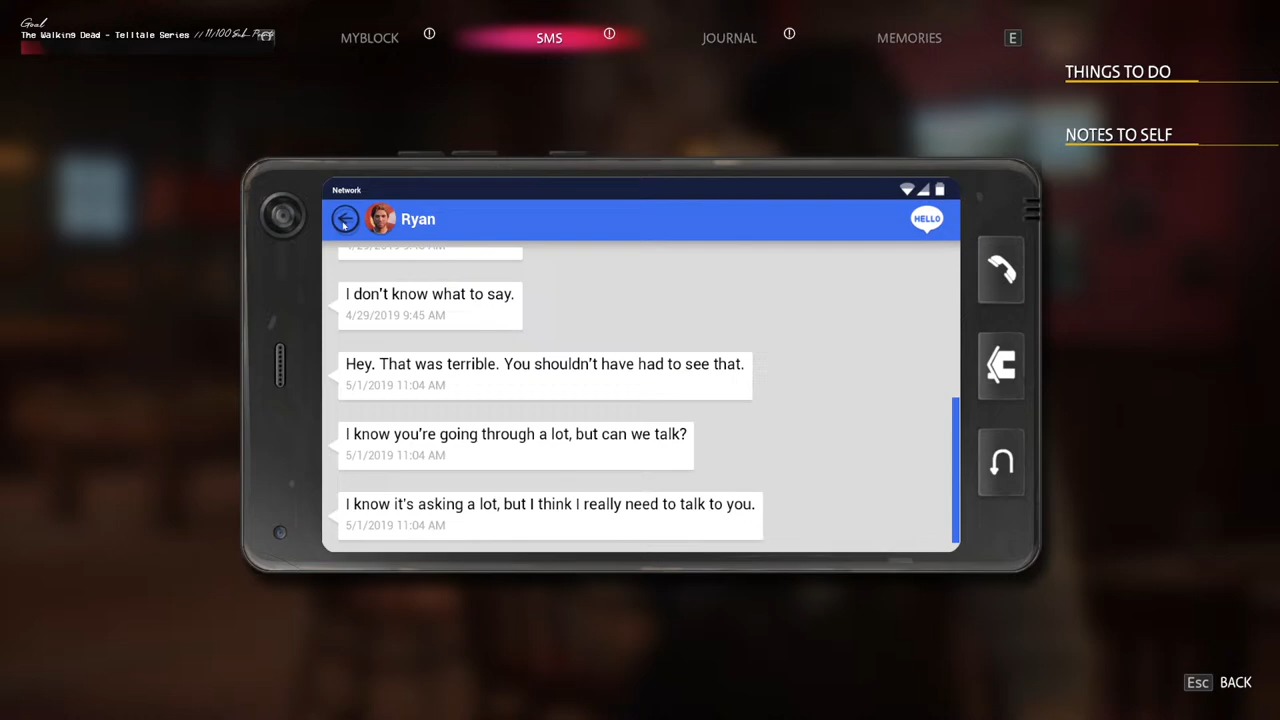 Goal
The Walking Dead - Telltale Series // 11/100 Sub
MYBLOCK
SMS
JOURNAL
MEMORIES
E
THINGS TO DO
NOTES TO SELF
Network
Ryan
HELLO
I don't know what to say.
4/29/2019 9:45 AM
Hey. That was terrible. You shouldn't have had to see that.
5/1/2019 11:04 AM
I know you're going through a lot, but can we talk?
5/1/2019 11:04 AM
I know it's asking a lot, but I think I really need to talk to you.
5/1/2019 11:04 AM
Esc BACK